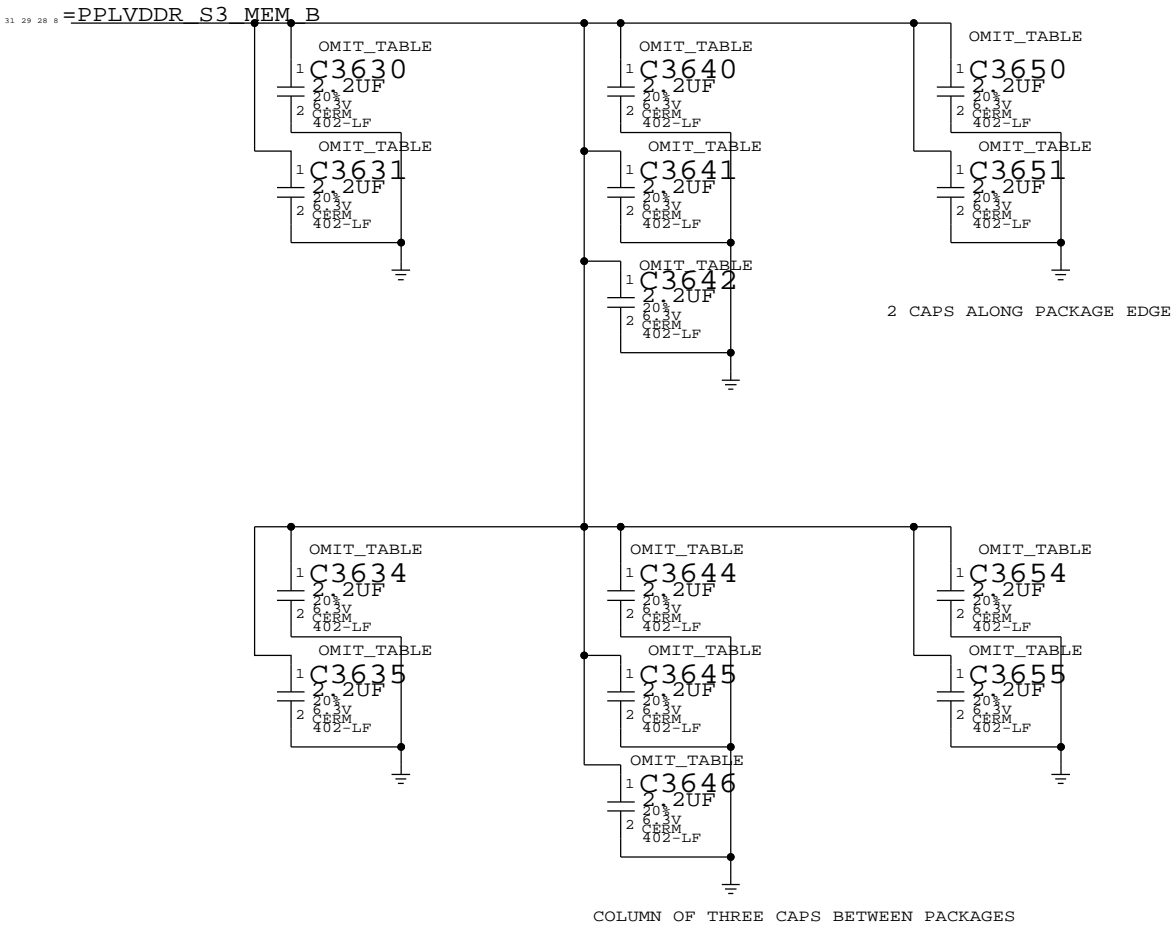 31 29 28 8 =PPLVDDR_S3_MEM_B
OMIT_TABLE
1 C3630
2.2UF
20%
6.3V
2 CERM
402-LF
OMIT_TABLE
1 C3631
2.2UF
20%
6.3V
2 CERM
402-LF
OMIT_TABLE
1 C3640
2.2UF
20%
6.3V
2 CERM
402-LF
OMIT_TABLE
1 C3641
2.2UF
20%
6.3V
2 CERM
402-LF
OMIT_TABLE
1 C3642
2.2UF
20%
6.3V
2 CERM
402-LF
OMIT_TABLE
1 C3650
2.2UF
20%
6.3V
2 CERM
402-LF
OMIT_TABLE
1 C3651
2.2UF
20%
6.3V
2 CERM
402-LF
2 CAPS ALONG PACKAGE EDGE
OMIT_TABLE
1 C3634
2.2UF
20%
6.3V
2 CERM
402-LF
OMIT_TABLE
1 C3635
2.2UF
20%
6.3V
2 CERM
402-LF
OMIT_TABLE
1 C3644
2.2UF
20%
6.3V
2 CERM
402-LF
OMIT_TABLE
1 C3645
2.2UF
20%
6.3V
2 CERM
402-LF
OMIT_TABLE
1 C3646
2.2UF
20%
6.3V
2 CERM
402-LF
OMIT_TABLE
1 C3654
2.2UF
20%
6.3V
2 CERM
402-LF
OMIT_TABLE
1 C3655
2.2UF
20%
6.3V
2 CERM
402-LF
COLUMN OF THREE CAPS BETWEEN PACKAGES